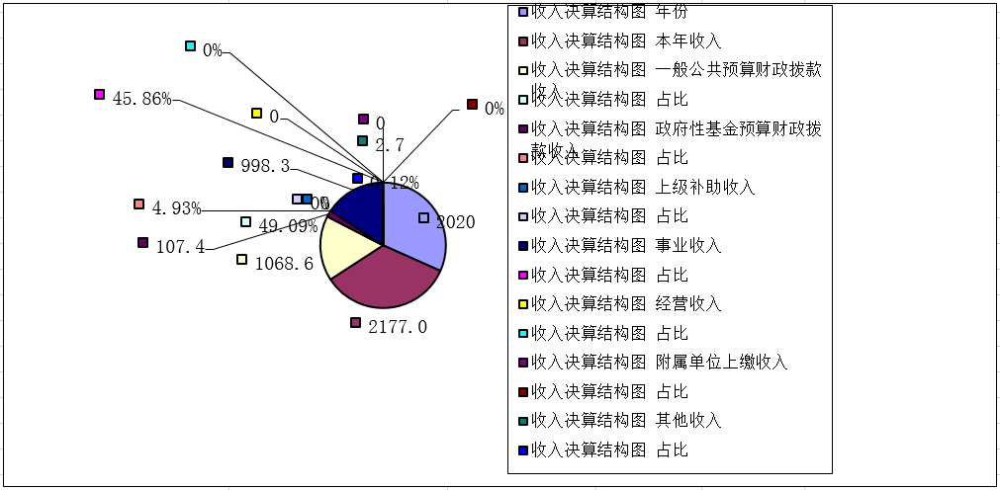 0%
45.86%
0
0
2.7
0%
998.3
0.12%
4.93%
0%
0
49.09%
2020
107.4
1068.6
2177.0
收入决算结构图 年份
收入决算结构图 本年收入
收入决算结构图 一般公共预算财政拨款
收入
收入决算结构图 占比
收入决算结构图 政府性基金预算财政拨
款收入
收入决算结构图 占比
收入决算结构图 上级补助收入
收入决算结构图 占比
收入决算结构图 事业收入
收入决算结构图 占比
收入决算结构图 经营收入
收入决算结构图 占比
收入决算结构图 附属单位上缴收入
收入决算结构图 占比
收入决算结构图 其他收入
收入决算结构图 占比